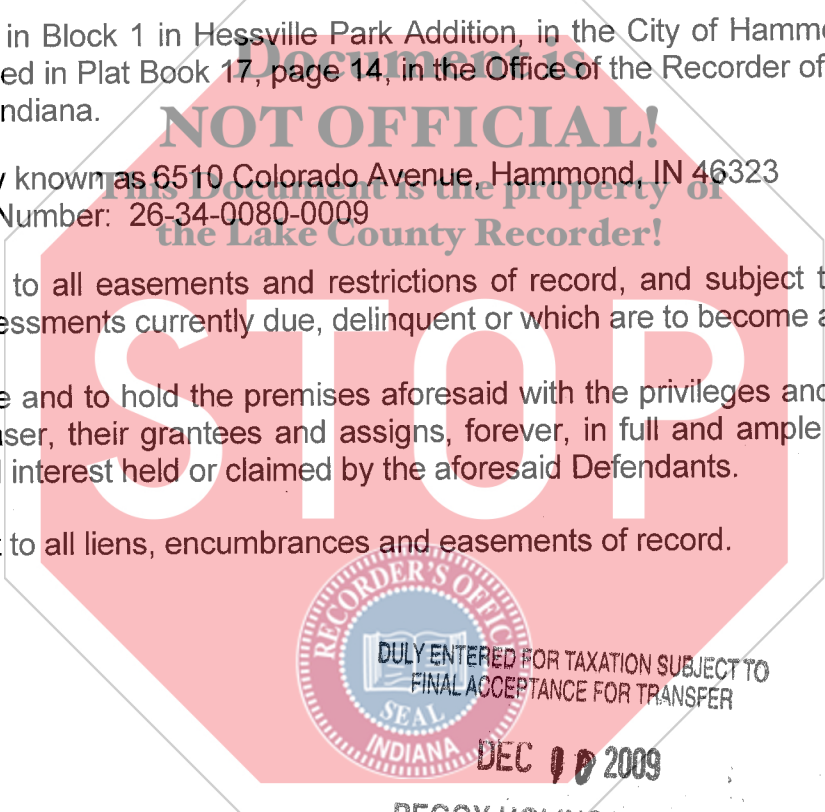 in Block 1 in Hessville Park Addition, in the City of Hamm
ed in Plat Book 17, page 14, in the Office of the Recorder of
ndiana.
Document is
NOT OFFICIAL!
This Document is the property of
the Lake County Recorder!
known as 6510 Colorado Avenue, Hammond, IN 46323
Number: 26-34-0080-0009
to all easements and restrictions of record, and subject t
essments currently due, delinquent or which are to become a
STOP
e and to hold the premises aforesaid with the privileges and
ser, their grantees and assigns, forever, in full and ample
interest held or claimed by the aforesaid Defendants.
to all liens, encumbrances and easements of record.
RECORDER'S OFFICE
SEAL
INDIANA
DULY ENTERED FOR TAXATION SUBJECT TO
FINAL ACCEPTANCE FOR TRANSFER
DEC 2009